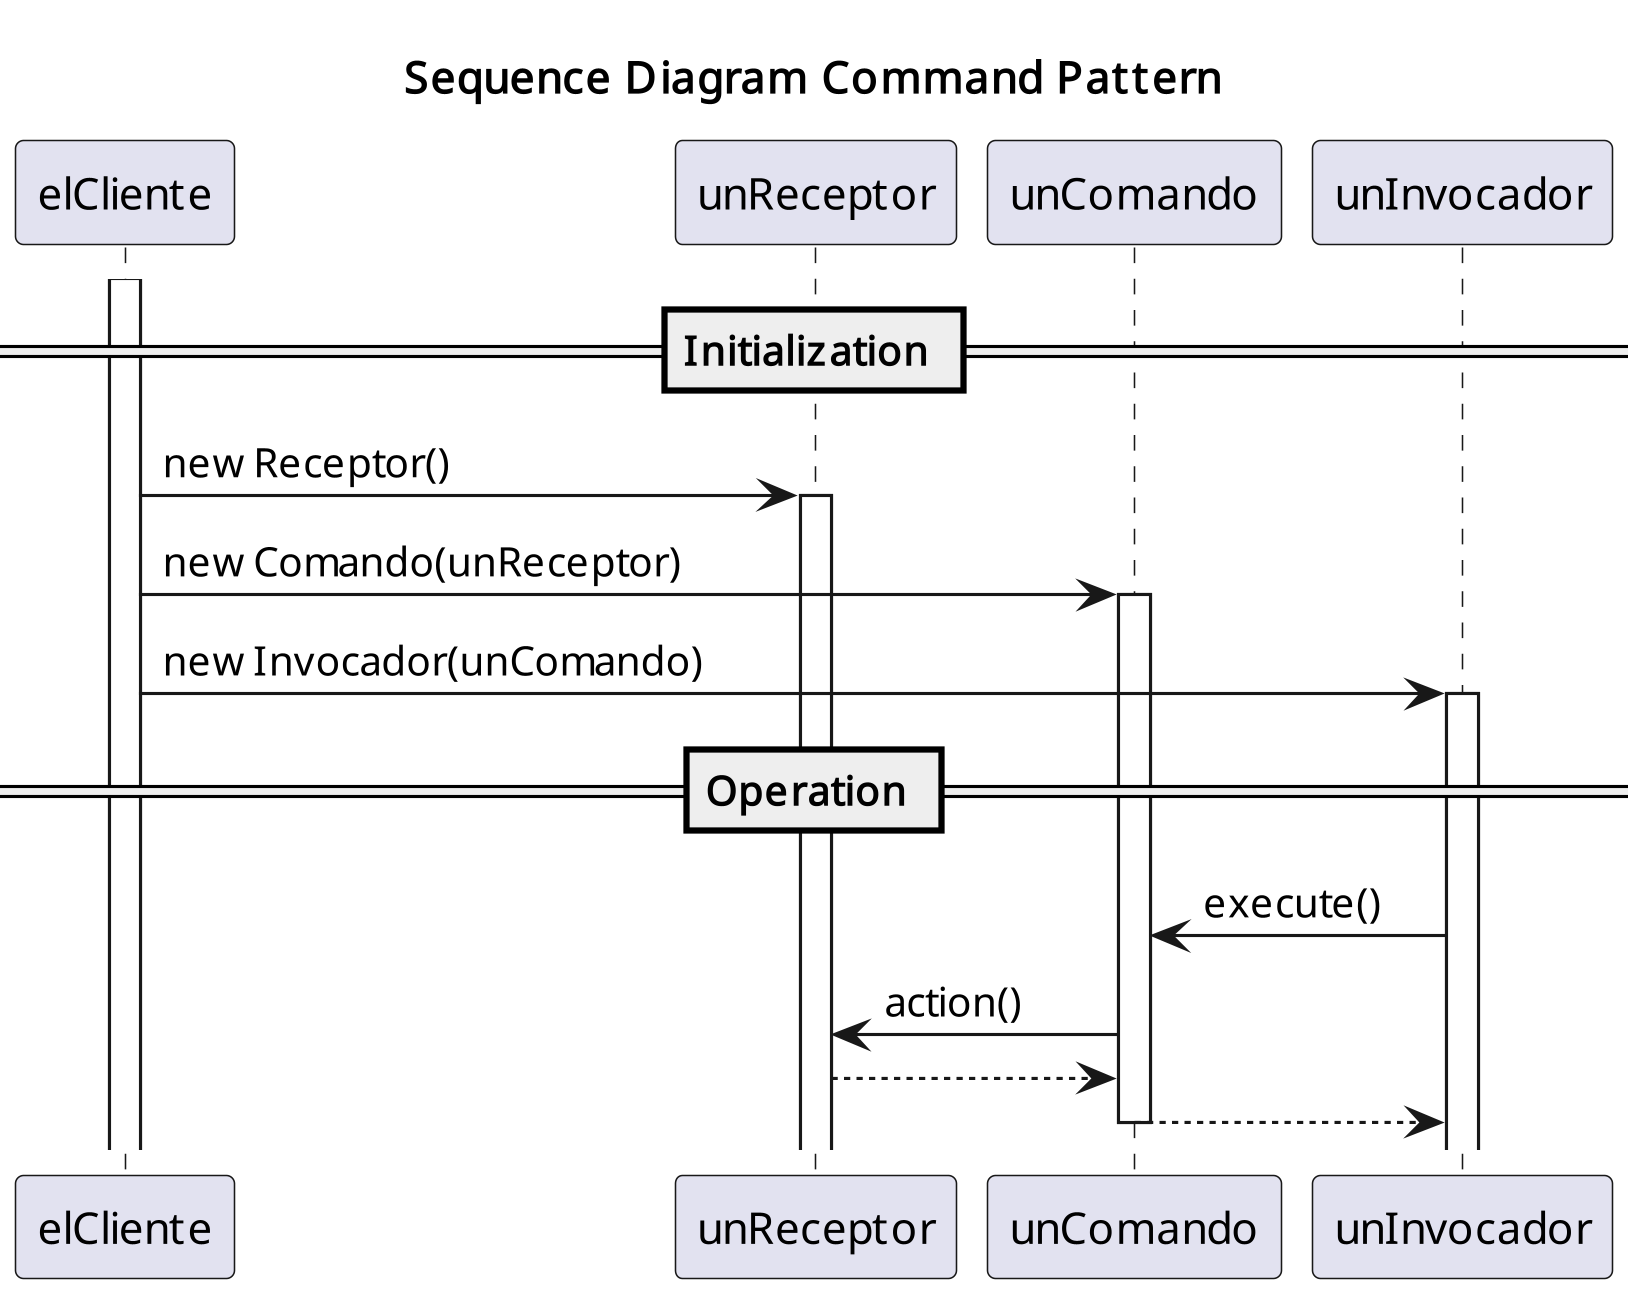 Sequence Diagram Command Pattern
elCliente
unReceptor
unComando
unInvocador
Initialization
new Receptor()
new Comando(unReceptor)
new Invocador(unComando)
Operation
execute()
action()
elCliente
unReceptor
unComando
unInvocador